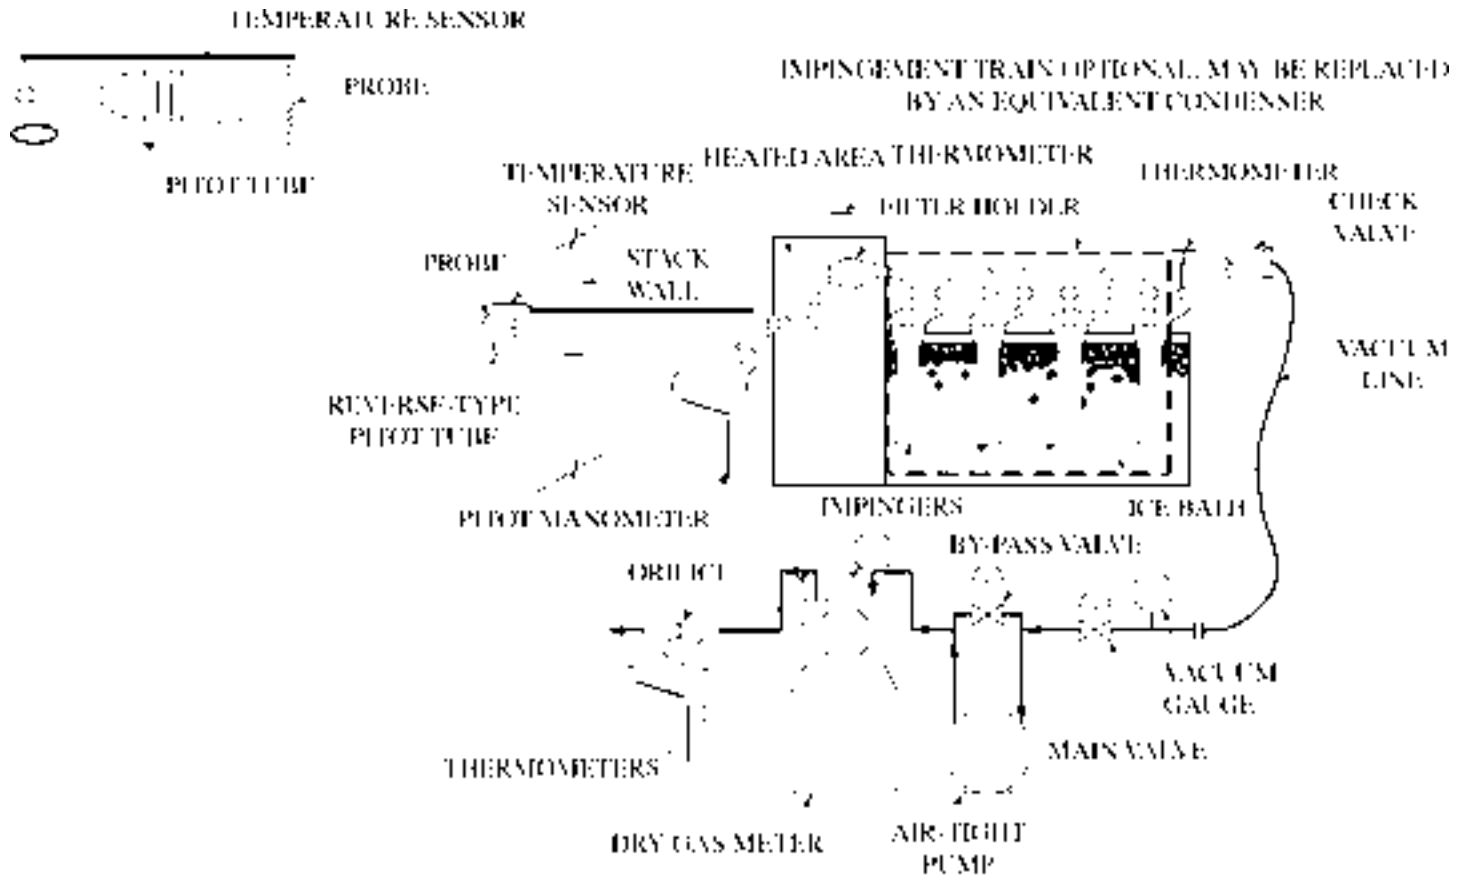 TEMPERATURE SENSOR
PROBE
PITOT TUBE
IMPINGEMENT TRAIN OPTIONAL, MAY BE REPLACED
BY AN EQUIVALENT CONDENSER
HEATED AREA THERMOMETER
TEMPERATURE
SENSOR
THERMOMETER
FILTER HOLDER
CHECK
VALVE
PROBE
STACK
WALL
VACUUM
LINE
REVERSE-TYPE
PITOT TUBE
PITOT MANOMETER
IMPINGERS
ICE BATH
BY-PASS VALVE
ORIFICE
VACUUM
GAUGE
MAIN VALVE
THERMOMETERS
DRY GAS METER
AIR-TIGHT
PUMP